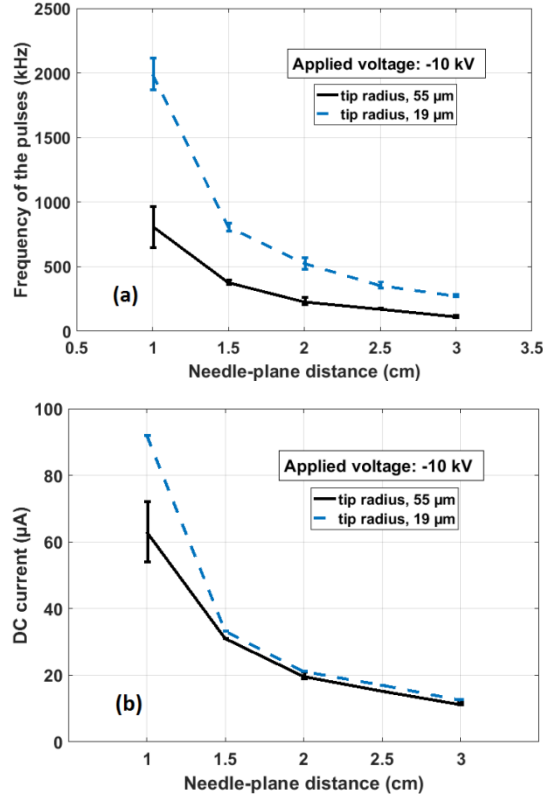 2500
2000
1500
1000
500
0
Frequency of the pulses (kHz)
Applied voltage: -10 kV
tip radius, 55 µm
tip radius, 19 µm
(a)
0.5 1 1.5 2 2.5 3 3.5
Needle-plane distance (cm)
100
80
60
40
20
0
DC current (µA)
Applied voltage: -10 kV
tip radius, 55 µm
tip radius, 19 µm
(b)
1 1.5 2 2.5 3
Needle-plane distance (cm)